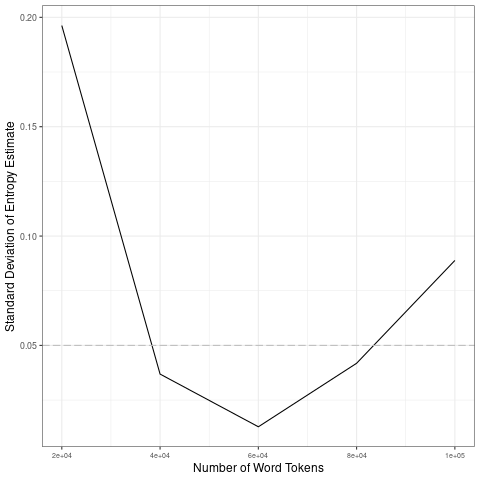 Standard Deviation of Entropy Estimate
0.20
0.15
0.10
0.05
2e+04 4e+04 6e+04 8e+04 1e+05
Number of Word Tokens